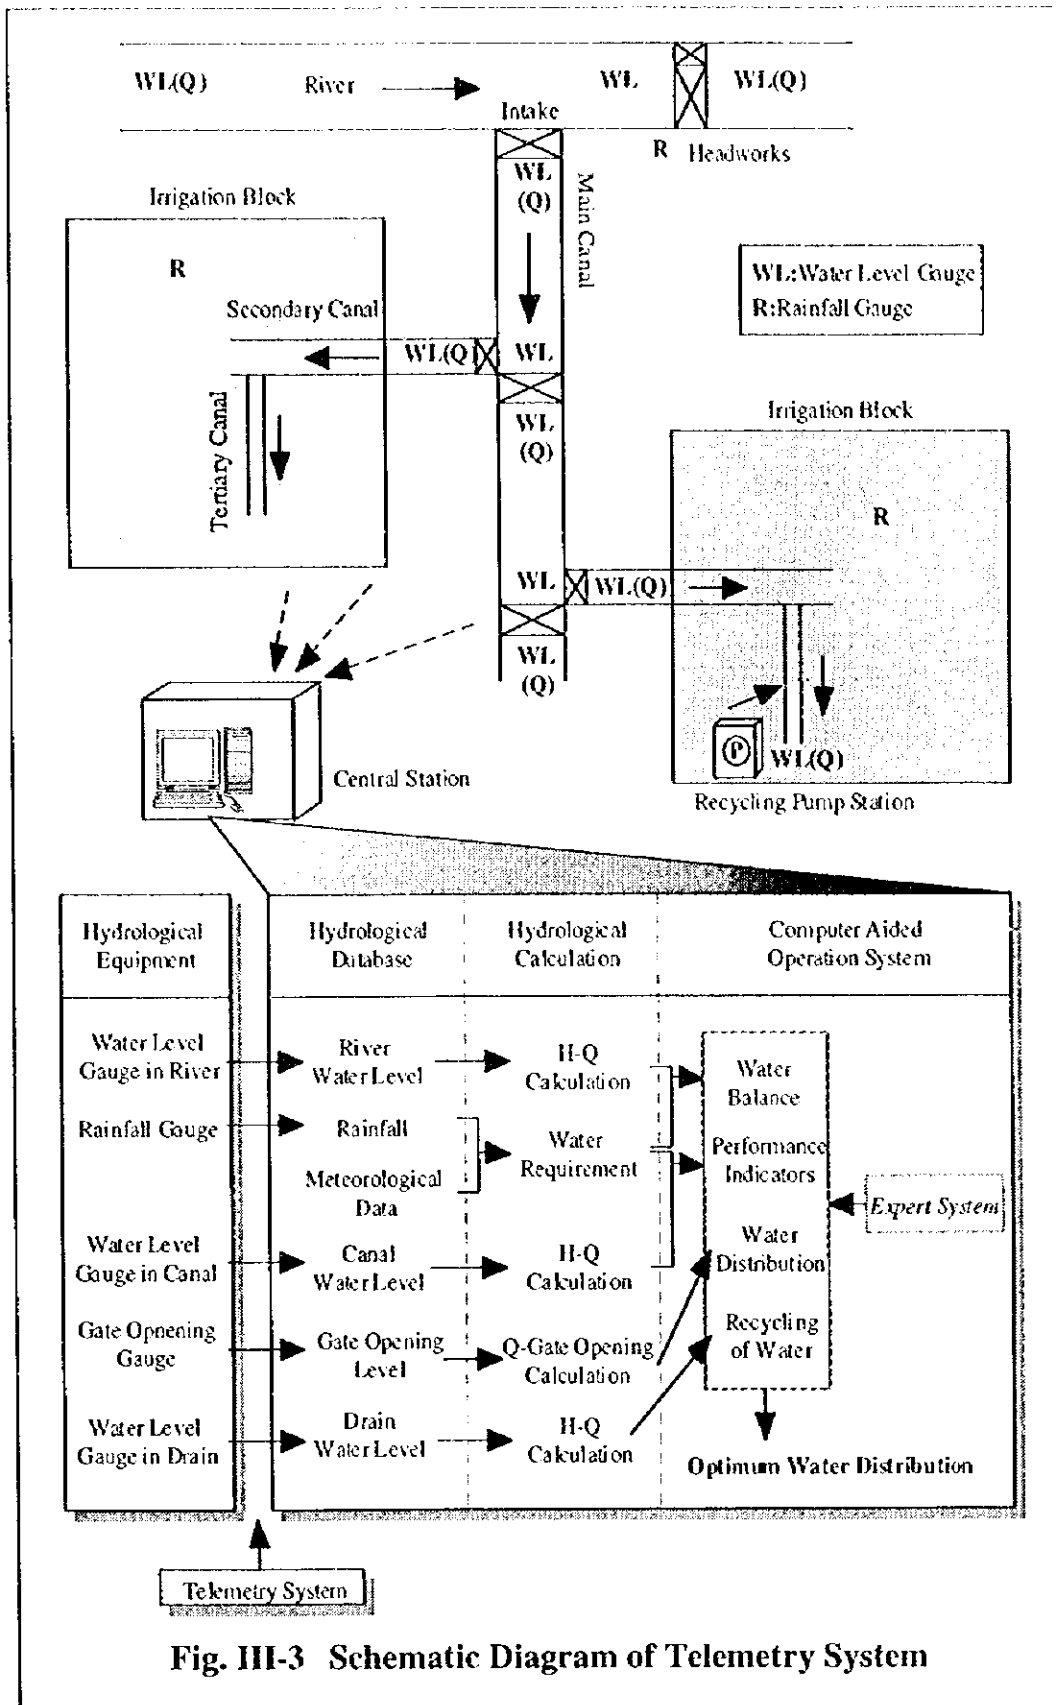 WL(Q)
River
WL
WL(Q)
Intake
R
Headworks
WL
(Q)
Main Canal
Irrigation Block
R
WL:Water Level Gauge
R:Rainfall Gauge
Secondary Canal
WL(Q)
WL
Tertiary Canal
WL
(Q)
Irrigation Block
R
WL
WL(Q)
WL
(Q)
P
WL(Q)
Central Station
Recycling Pump Station
Hydrological
Equipment
Hydrological
Database
Hydrological
Calculation
Computer Aided
Operation System
Water Level
Gauge in River
River
Water Level
H-Q
Calculation
Water
Balance
Rainfall Gauge
Rainfall
Water
Requirement
Performance
Indicators
Meteorological
Data
Expert System
Water Level
Gauge in Canal
Canal
Water Level
H-Q
Calculation
Water
Distribution
Gate Opnening
Gauge
Gate Opening
Level
Q-Gate Opening
Calculation
Recycling
of Water
Water Level
Gauge in Drain
Drain
Water Level
H-Q
Calculation
Optimum Water Distribution
Telemetry System
Fig. III-3 Schematic Diagram of Telemetry System